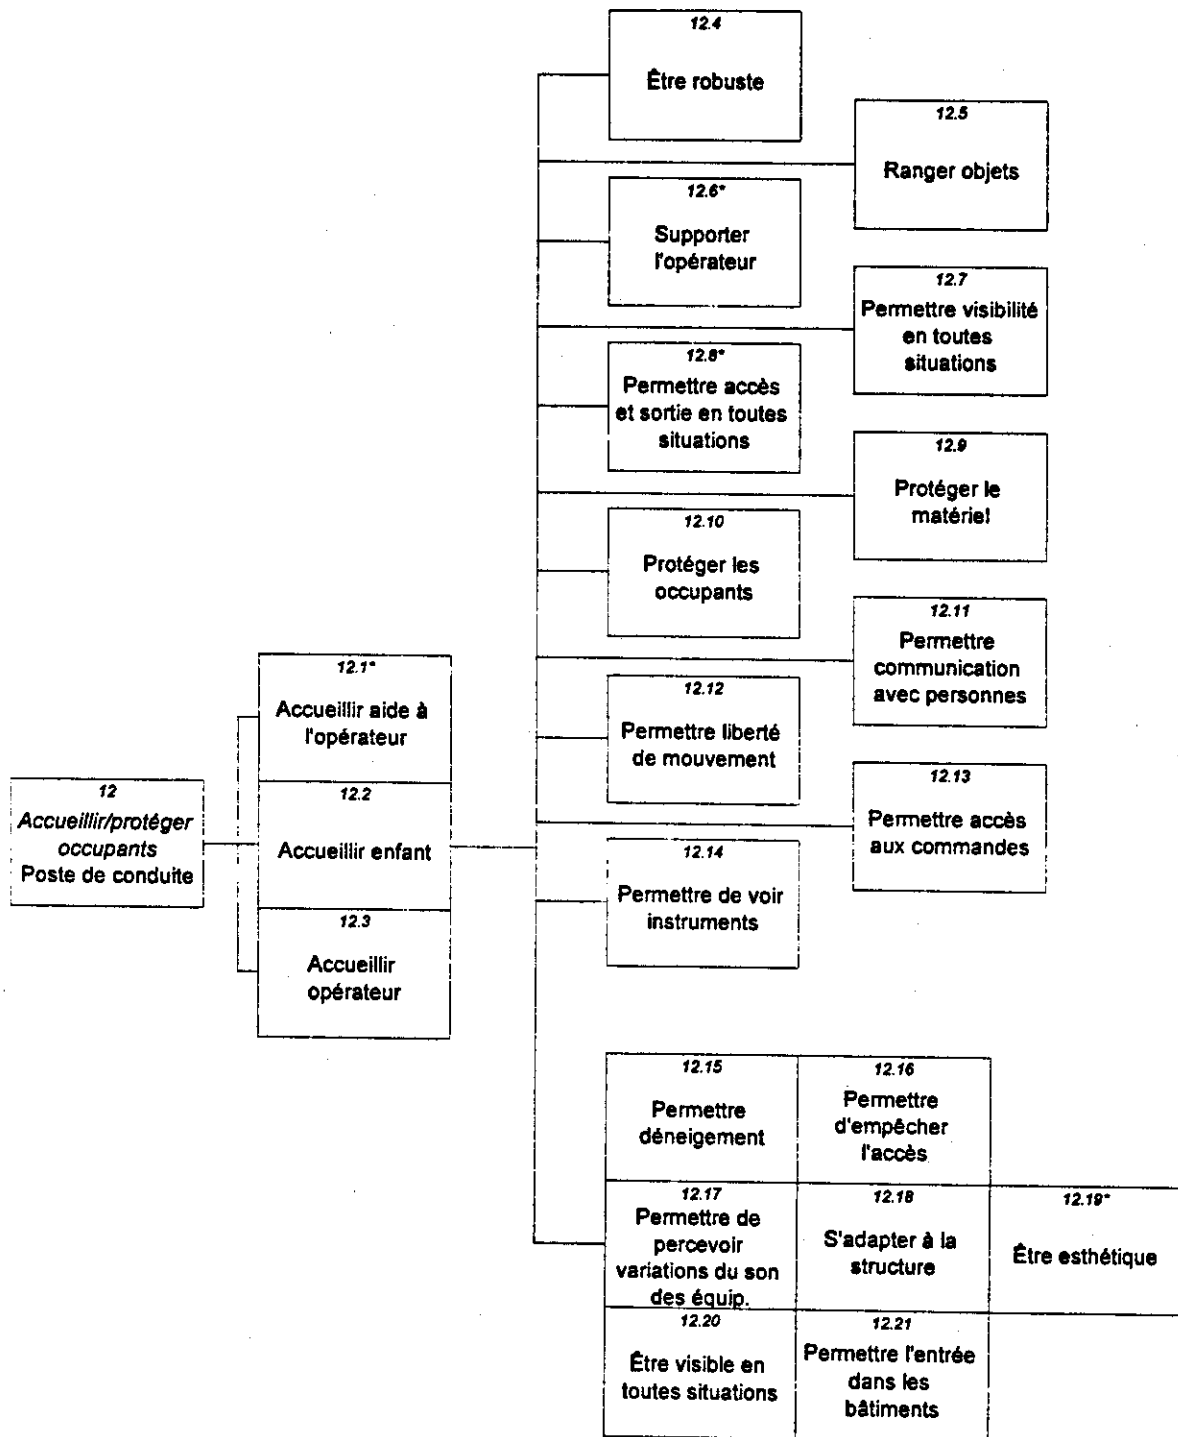 12.4
Être robuste
12.5
Ranger objets
12.6*
Supporter
l'opérateur
12.7
Permettre visibilité
en toutes
situations
12.8*
Permettre accès
et sortie en toutes
situations
12.9
Protéger le
matériel
12.10
Protéger les
occupants
12.11
Permettre
communication
avec personnes
12.1*
Accueillir aide à
l'opérateur
12.12
Permettre liberté
de mouvement
12
Accueillir/protéger
occupants
Poste de conduite
12.2
Accueillir enfant
12.13
Permettre accès
aux commandes
12.14
Permettre de voir
instruments
12.3
Accueillir
opérateur
12.15
Permettre
déneigement
12.16
Permettre
d'empêcher
l'accès
12.17
Permettre de
percevoir
variations du son
des équip.
12.18
S'adapter à la
structure
12.19*
Être esthétique
12.20
Être visible en
toutes situations
12.21
Permettre l'entrée
dans les
bâtiments